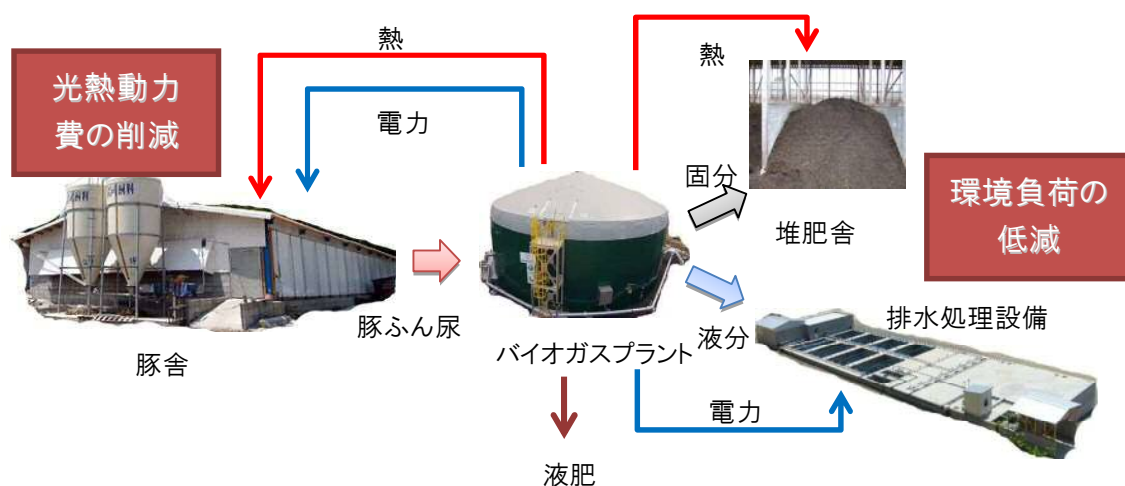 熱
熱
光熱動力
費の削減
電力
固分
環境負荷の
低減
堆肥舎
豚ふん尿
排水処理設備
液分
豚舎
バイオガスプラント
電力
液肥